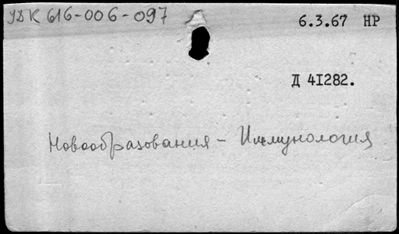 УДК 616-006-097
6.3.67 НР
Д 41282.
Новообразования - Иммунология